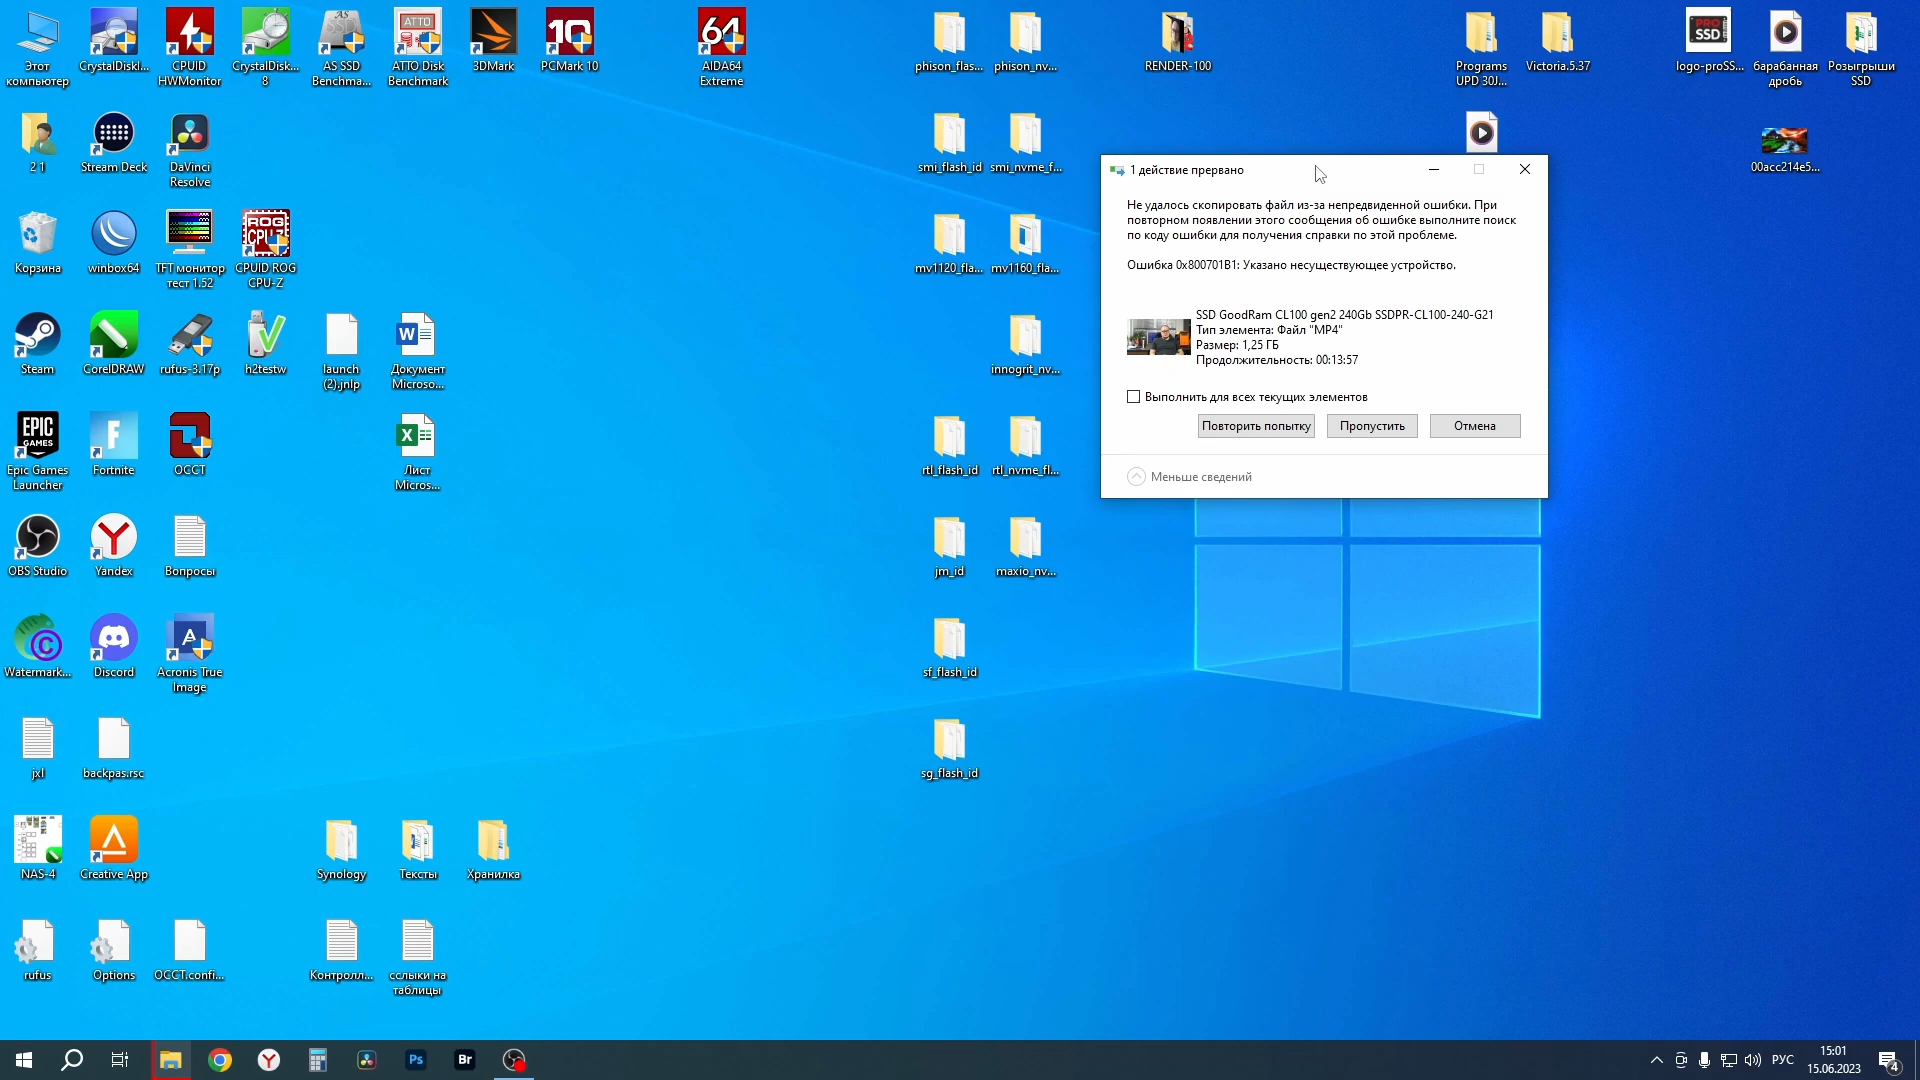 Этот компьютер
CrystalDiskI...
CPUID HWMonitor
CrystalDisk... 8
AS SSD Benchma...
ATTO Disk Benchmark
3DMark
PCMark 10
AIDA64 Extreme
phison_flas...
phison_nv...
RENDER-100
Programs UPD 30J...
Victoria.5.37
logo-proSS...
барабанная дробь
Розыгрыши SSD
2 1
Stream Deck
DaVinci Resolve
smi_flash_id
smi_nvme_f...
00acc214e5...
Корзина
winbox64
TFT монитор тест 1.52
CPUID ROG CPU-Z
mv1120_fla...
mv1160_fla...
1 действие прервано
Не удалось скопировать файл из-за непредвиденной ошибки. При
повторном появлении этого сообщения об ошибке выполните поиск
по коду ошибки для получения справки по этой проблеме.
Ошибка 0x800701B1: Указано несуществующее устройство.
SSD GoodRam CL100 gen2 240Gb SSDPR-CL100-240-G21
Тип элемента: Файл "MP4"
Размер: 1,25 ГБ
Продолжительность: 00:13:57
Выполнить для всех текущих элементов
Повторить попытку
Пропустить
Отмена
Меньше сведений
Steam
CorelDRAW
rufus-3.17p
h2testw
launch (2).jnlp
Документ Microso...
innogrit_nv...
Epic Games Launcher
Fortnite
OCCT
Лист Micros...
rtl_flash_id
rtl_nvme_fl...
OBS Studio
Yandex
Вопросы
jm_id
maxio_nv...
Watermark...
Discord
Acronis True Image
sf_flash_id
jxl
backpas.rsc
sg_flash_id
NAS-4
Creative App
Synology
Тексты
Хранилка
rufus
Options
OCCT.confi...
Контролл...
сслыки на таблицы
РУС
15:01
15.06.2023
4